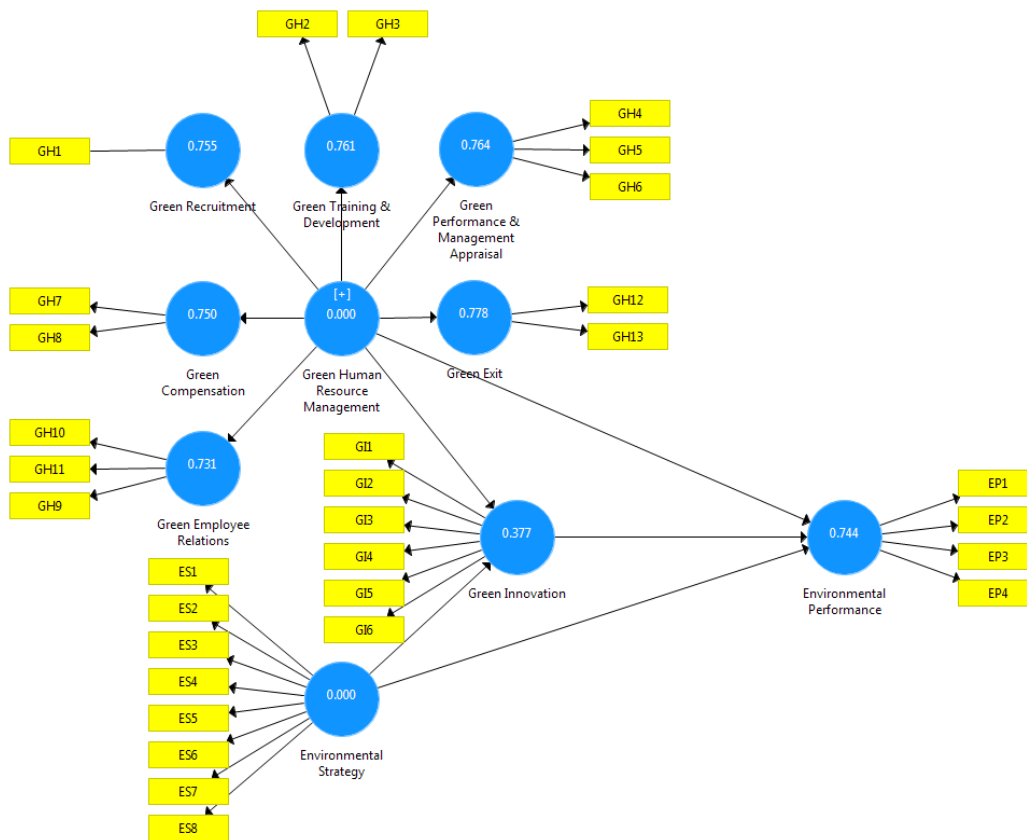 GH2
GH3
GH4
GH1
0.755
0.761
0.764
GH5
GH6
Green Recruitment
Green Training &
Development
Green
Performance &
Management
Appraisal
GH7
GH8
0.750
[+]
0.000
0.778
GH12
GH13
Green
Compensation
Green Human
Resource
Management
Green Exit
GH10
GH11
GH9
0.731
Green Employee
Relations
GI1
GI2
GI3
GI4
GI5
GI6
0.377
Green Innovation
0.744
Environmental
Performance
EP1
EP2
EP3
EP4
ES1
ES2
ES3
ES4
ES5
ES6
ES7
ES8
0.000
Environmental
Strategy